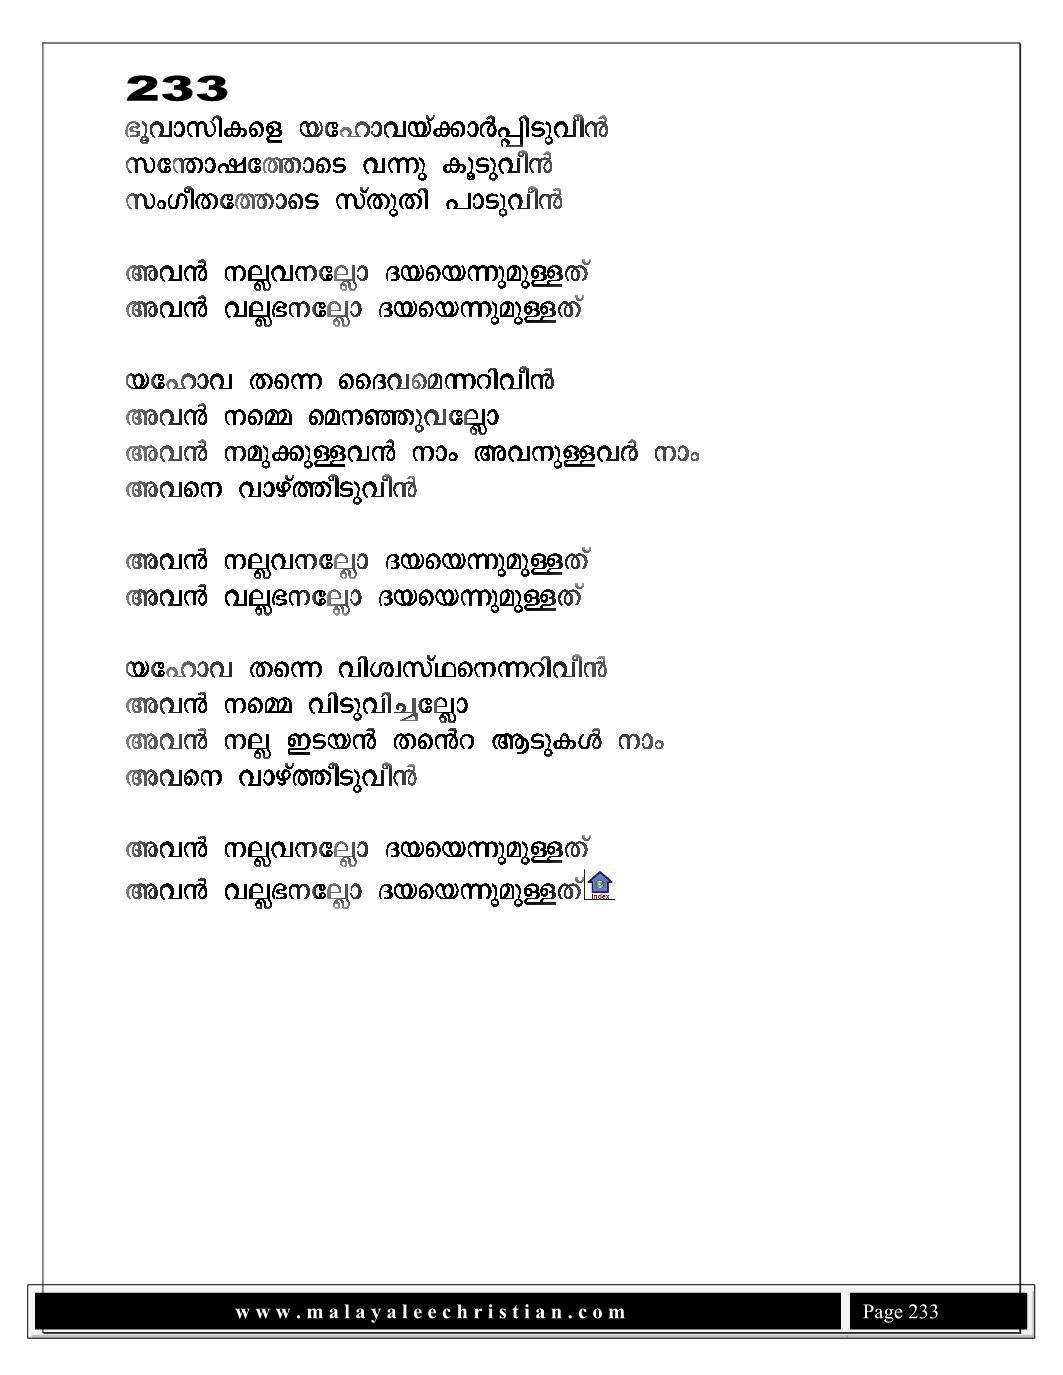 233
ഭൂവാസികളെ യഹോവയ്ക്കാർപ്പിടുവീൻ
സന്തോഷത്തോടെ വന്നു കൂടുവീൻ
സംഗീതത്തോടെ സ്തുതി പാടുവീൻ
അവൻ നല്ലവനല്ലോ ദയയെന്നുമുള്ളത്
അവൻ വല്ലഭനല്ലോ ദയയെന്നുമുള്ളത്
യഹോവ തന്നെ ദൈവമെന്നറിവീൻ
അവൻ നമ്മെ മെനഞ്ഞുവല്ലോ
അവൻ നമുക്കുള്ളവൻ നാം അവനുള്ളവർ നാം
അവനെ വാഴ്ത്തീടുവീൻ
അവൻ നല്ലവനല്ലോ ദയയെന്നുമുള്ളത്
അവൻ വല്ലഭനല്ലോ ദയയെന്നുമുള്ളത്
യഹോവ തന്നെ വിശ്വസ്ഥനെന്നറിവീൻ
അവൻ നമ്മെ വിടുവിച്ചല്ലോ
അവൻ നല്ല ഇടയൻ തൻെറ ആടുകൾ നാം
അവനെ വാഴ്ത്തീടുവീൻ
അവൻ നല്ലവനല്ലോ ദയയെന്നുമുള്ളത്
അവൻ വല്ലഭനല്ലോ ദയയെന്നുമുള്ളത്
Index
www.malayaleechristian.com
Page 233